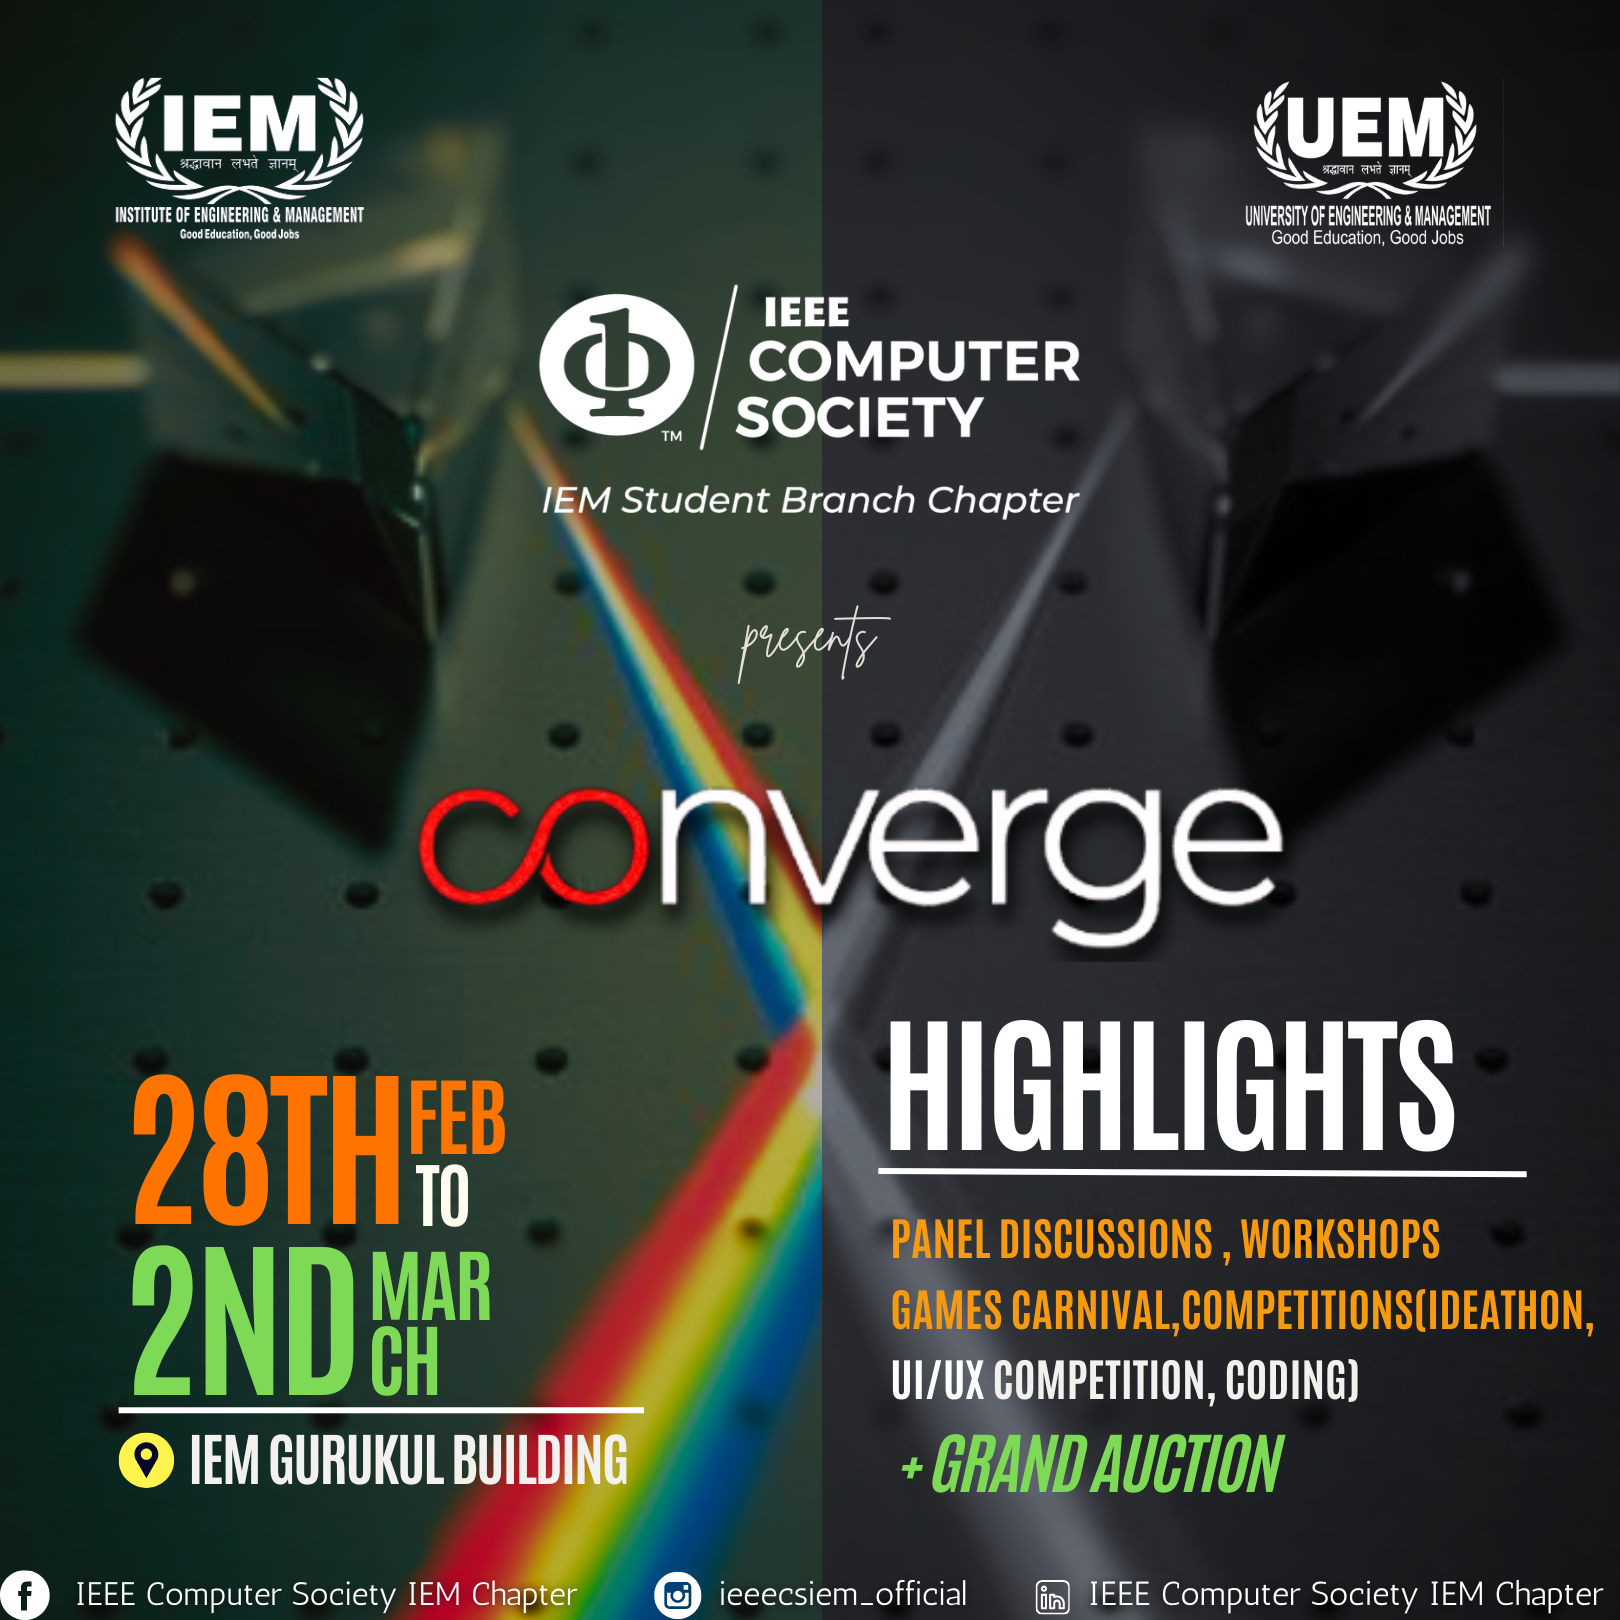 IEM
श्रद्धावान लभते ज्ञानम्
INSTITUTE OF ENGINEERING & MANAGEMENT
Good Education, Good Jobs
UEM
श्रद्धावान लभते ज्ञानम्
UNIVERSITY OF ENGINEERING & MANAGEMENT
Good Education, Good Jobs
IEEE
COMPUTER
SOCIETY
TM
IEM Student Branch Chapter
presents
converge
28TH FEB
TO
2ND MAR
CH
IEM GURUKUL BUILDING
HIGHLIGHTS
PANEL DISCUSSIONS , WORKSHOPS
GAMES CARNIVAL,COMPETITIONS(IDEATHON,
UI/UX COMPETITION, CODING)
+ GRAND AUCTION
IEEE Computer Society IEM Chapter
ieeecsiem_official
IEEE Computer Society IEM Chapter